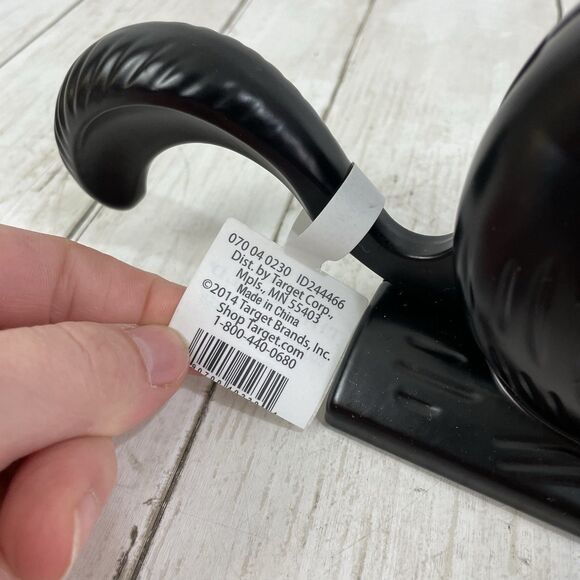 070 04 0230 ID244466
Dist. by Target Corp.,
Mpls., MN 55403
Made in China
©2014 Target Brands, Inc.
Shop Target.com
1-800-440-0680